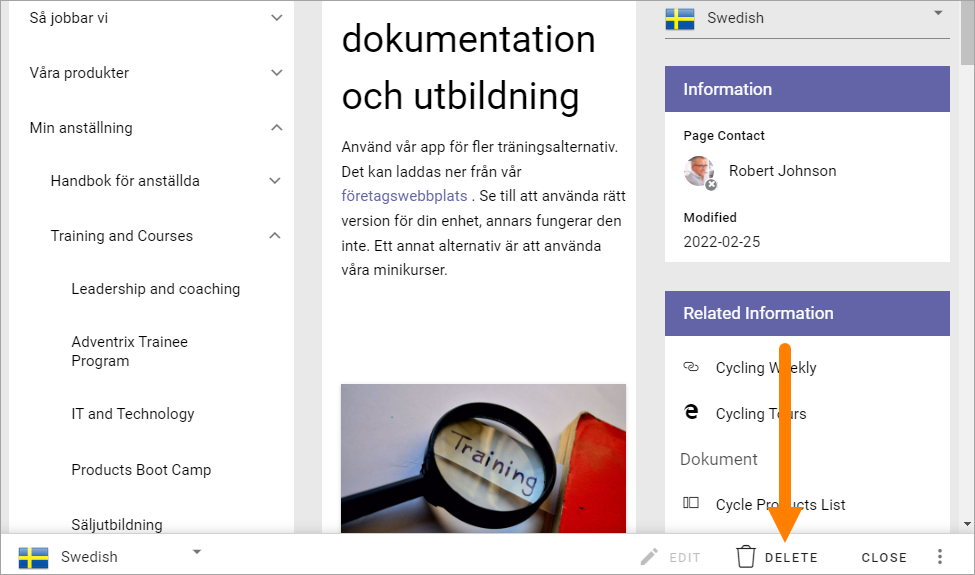 Så jobbar vi
Våra produkter
Min anställning
Handbok för anställda
Training and Courses
Leadership and coaching
Adventrix Trainee
Program
IT and Technology
Products Boot Camp
Säljutbildning
dokumentation
och utbildning
Använd vår app för fler träningsalternativ.
Det kan laddas ner från vår
företagswebbplats . Se till att använda rätt
version för din enhet, annars fungerar den
inte. Ett annat alternativ är att använda
våra minikurser.
Training
Swedish
Information
Page Contact
Robert Johnson
Modified
2022-02-25
Related Information
Cycling Weekly
Cycling Tours
Dokument
Cycle Products List
Swedish
EDIT
DELETE
CLOSE